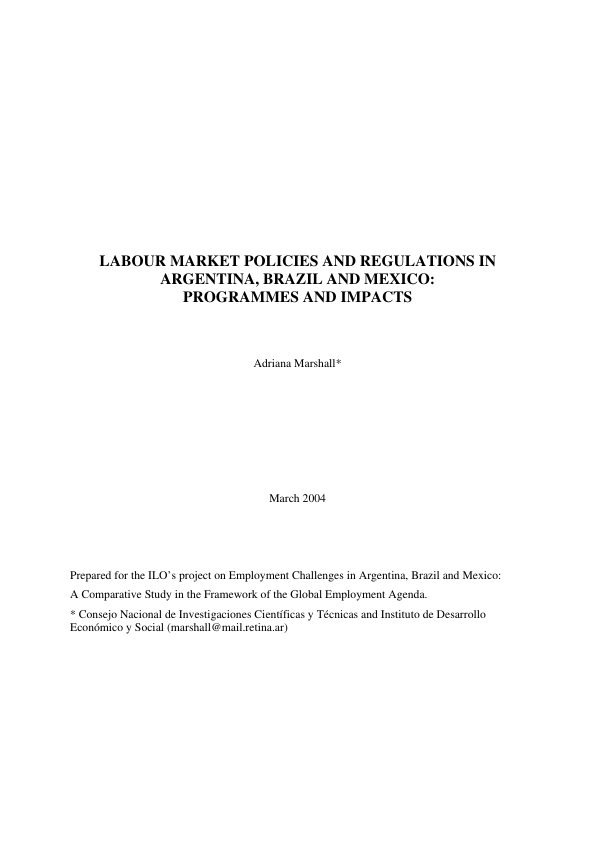 LABOUR MARKET POLICIES AND REGULATIONS IN
ARGENTINA, BRAZIL AND MEXICO:
PROGRAMMES AND IMPACTS
Adriana Marshall*
March 2004
Prepared for the ILO’s project on Employment Challenges in Argentina, Brazil and Mexico:
A Comparative Study in the Framework of the Global Employment Agenda.
* Consejo Nacional de Investigaciones Científicas y Técnicas and Instituto de Desarrollo
Económico y Social (marshall@mail.retina.ar)